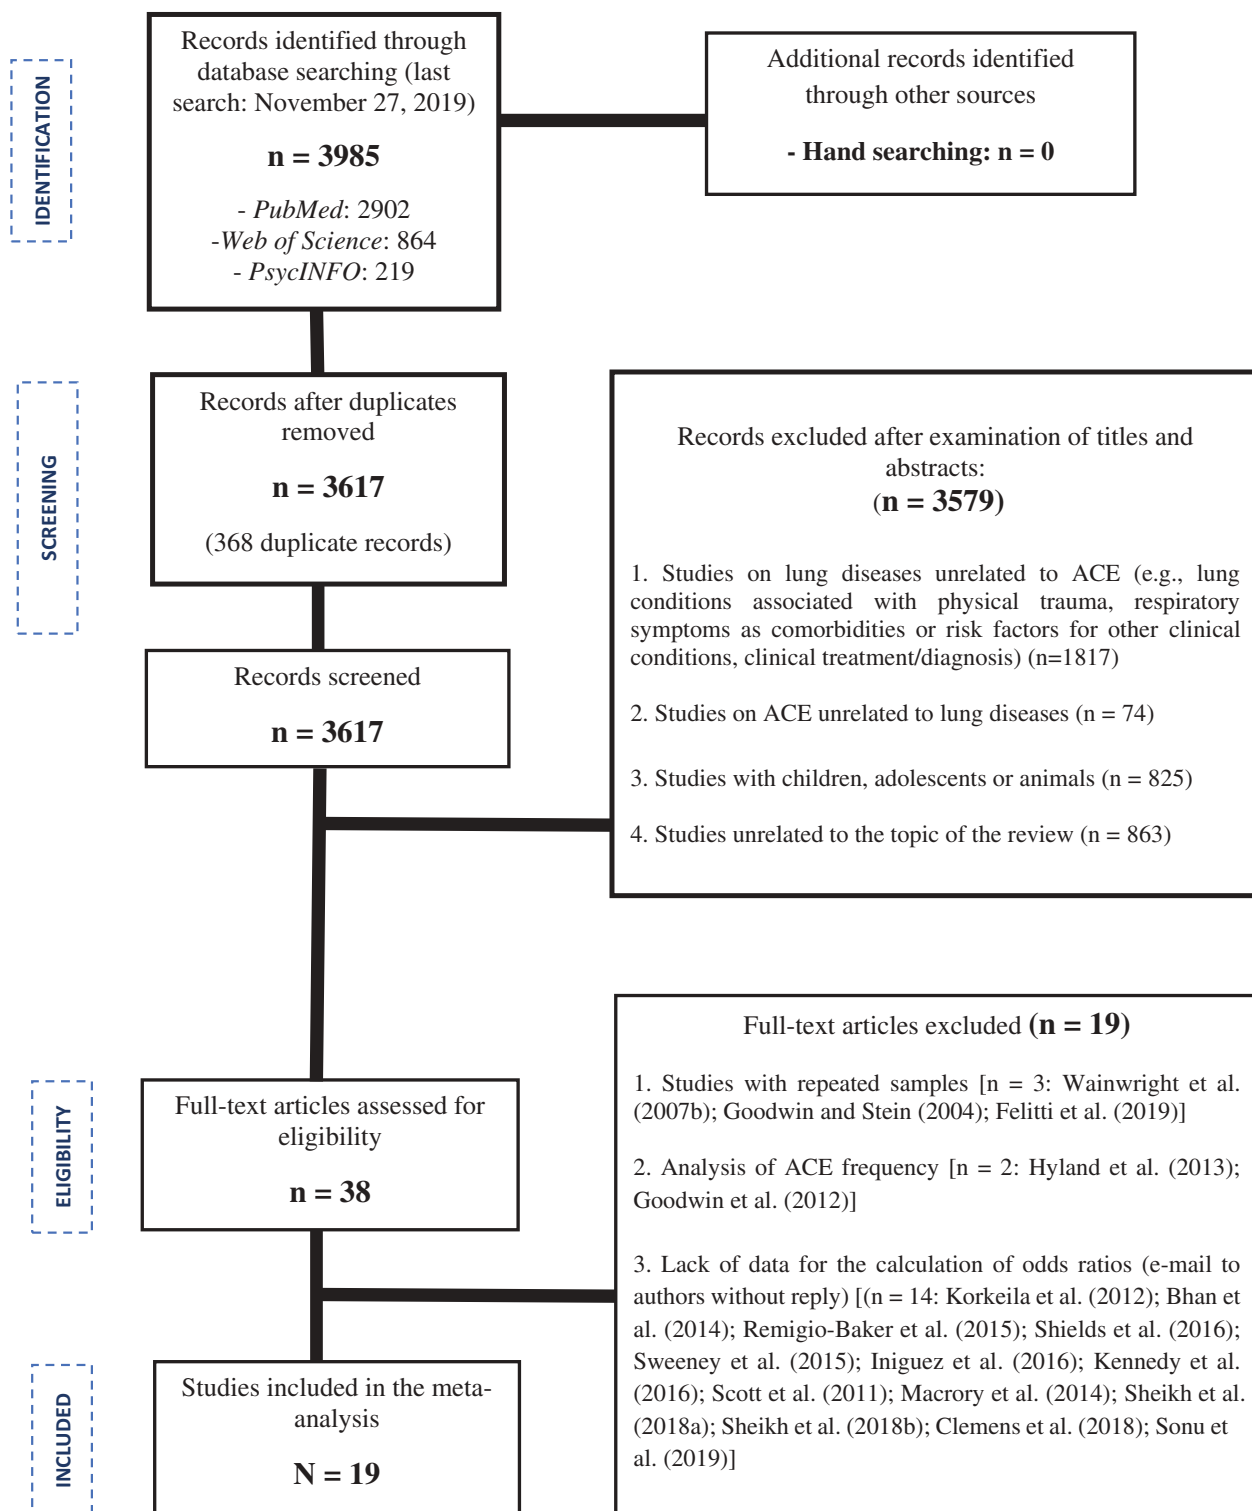 IDENTIFICATION
Records identified through
database searching (last
search: November 27, 2019)
n = 3985
- PubMed: 2902
-Web of Science: 864
- PsycINFO: 219
Additional records identified
through other sources
- Hand searching: n = 0
SCREENING
Records after duplicates
removed
n = 3617
(368 duplicate records)
Records screened
n = 3617
Records excluded after examination of titles and
abstracts:
(n = 3579)
1. Studies on lung diseases unrelated to ACE (e.g., lung
conditions associated with physical trauma, respiratory
symptoms as comorbidities or risk factors for other clinical
conditions, clinical treatment/diagnosis) (n=1817)
2. Studies on ACE unrelated to lung diseases (n = 74)
3. Studies with children, adolescents or animals (n = 825)
4. Studies unrelated to the topic of the review (n = 863)
ELIGIBILITY
Full-text articles assessed for
eligibility
n = 38
Full-text articles excluded (n = 19)
1. Studies with repeated samples [n = 3: Wainwright et al.
(2007b); Goodwin and Stein (2004); Felitti et al. (2019)]
2. Analysis of ACE frequency [n = 2: Hyland et al. (2013);
Goodwin et al. (2012)]
3. Lack of data for the calculation of odds ratios (e-mail to
authors without reply) [(n = 14: Korkeila et al. (2012); Bhan
et al. (2014); Remigio-Baker et al. (2015); Shields et al. (2016);
Sweeney et al. (2015); Iniguez et al. (2016); Kennedy et al.
(2016); Scott et al. (2011); Macrory et al. (2014); Sheikh et al.
(2018a); Sheikh et al. (2018b); Clemens et al. (2018); Sonu et
al. (2019)]
INCLUDED
Studies included in the meta-
analysis
N = 19